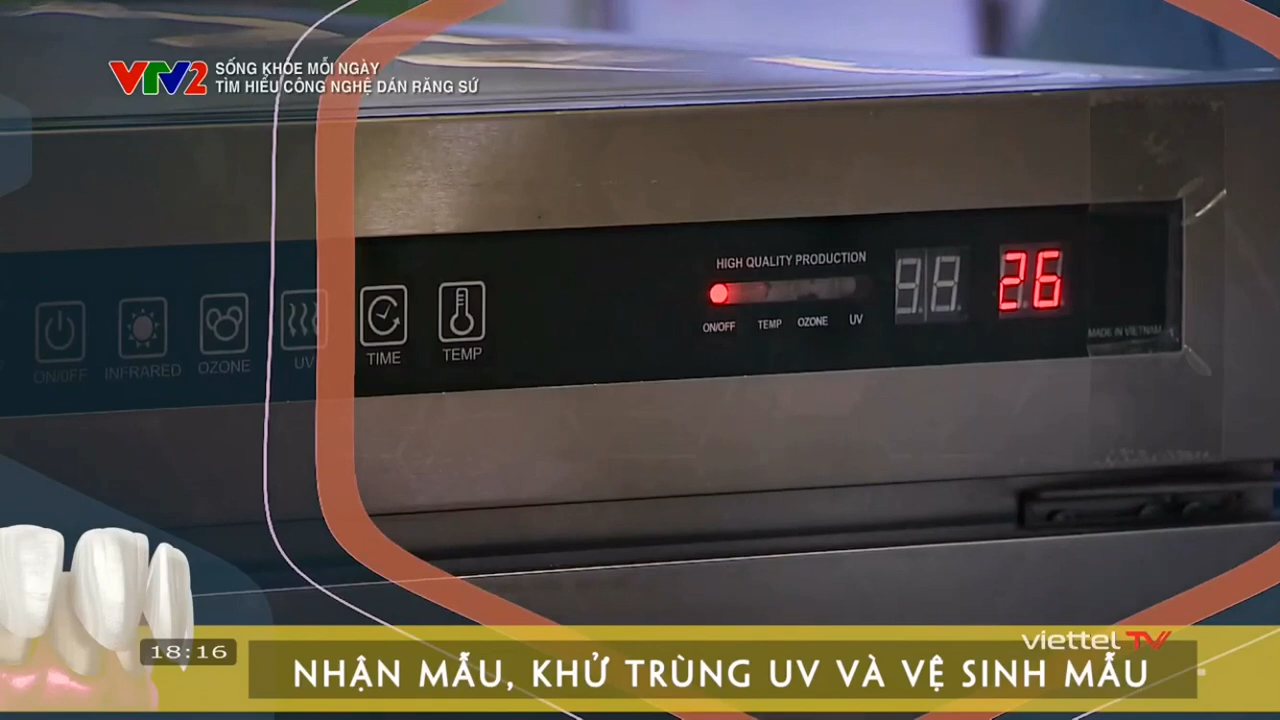 VTV2
SỐNG KHỎE MỖI NGÀY
TÌM HIỂU CÔNG NGHỆ DÁN RĂNG SỨ
HIGH QUALITY PRODUCTION
26
ON/OFF TEMP OZONE UV
MADE IN VIETNAM
ON/OFF INFRARED OZONE UV TIME TEMP
viettel TV
18:16
NHẬN MẪU, KHỬ TRÙNG UV VÀ VỆ SINH MẪU